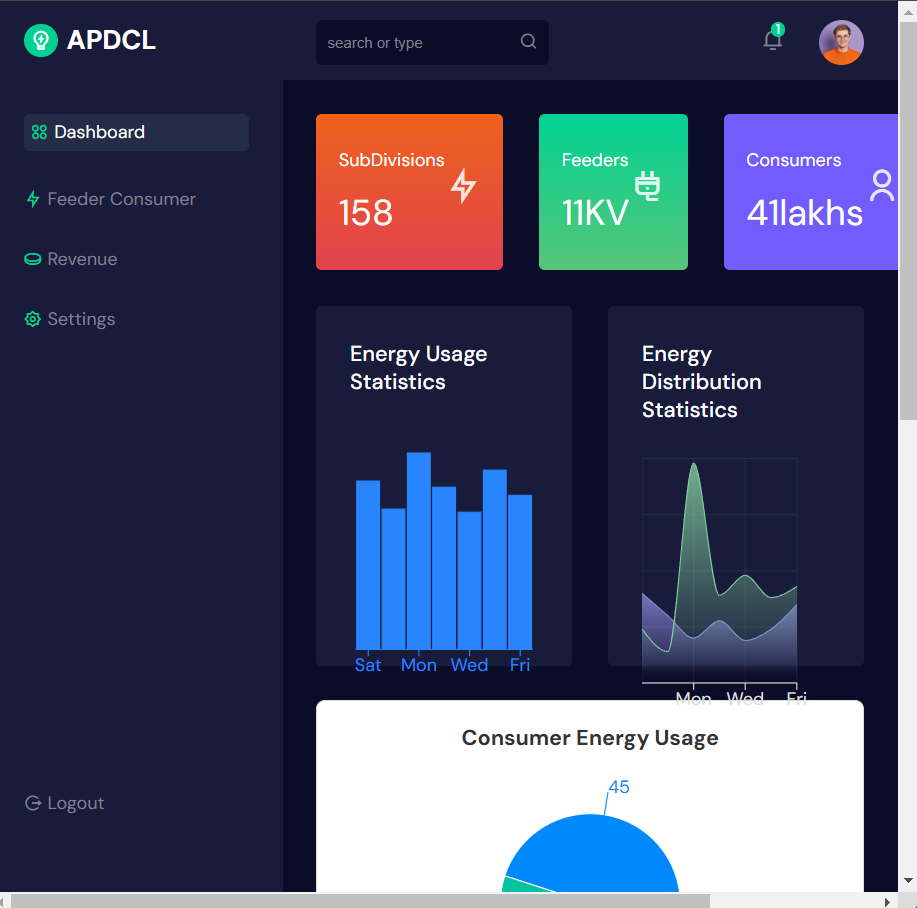 APDCL
search or type
1
Dashboard
Feeder Consumer
Revenue
Settings
Logout
SubDivisions
158
Feeders
11KV
Consumers
41lakhs
Energy Usage
Statistics
Sat Mon Wed Fri
Energy
Distribution
Statistics
Mon Wed Fri
Consumer Energy Usage
45